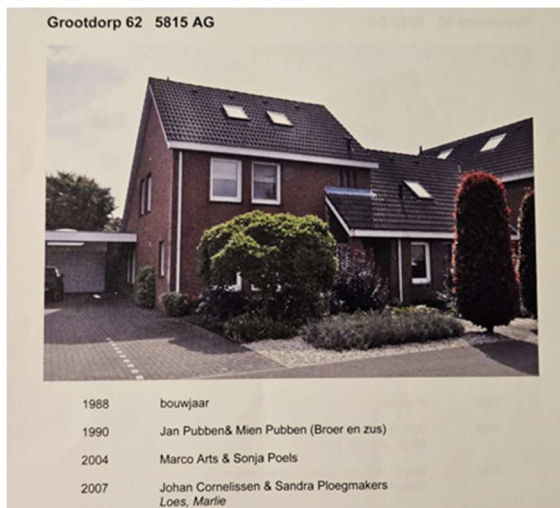 Grootdorp 62 5815 AG
1988 bouwjaar
1990 Jan Pubben& Mien Pubben (Broer en zus)
2004 Marco Arts & Sonja Poels
2007 Johan Cornelissen & Sandra Ploegmakers
Loes, Marlie